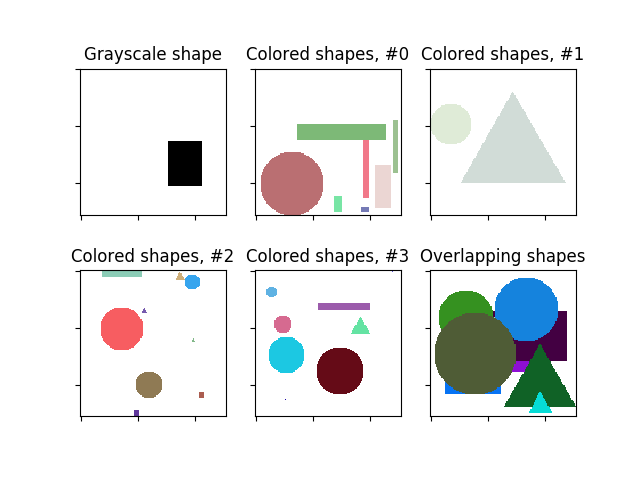 Grayscale shape
Colored shapes, #0
Colored shapes, #1
Colored shapes, #2
Colored shapes, #3
Overlapping shapes